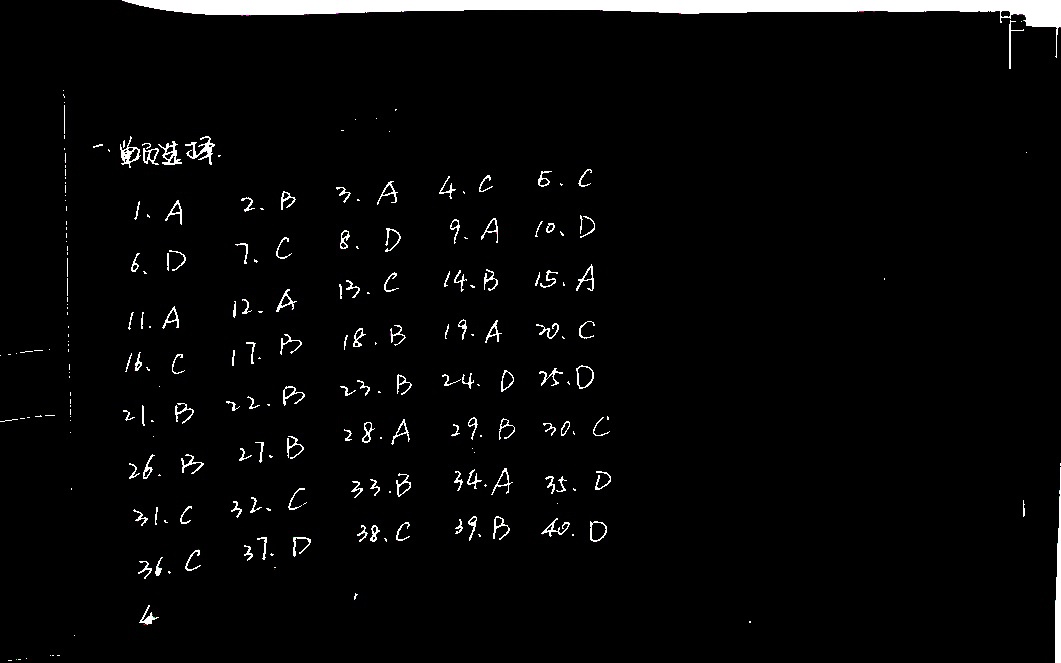 一.单项选择.
1. A 2. B 3. A 4. C 5. C
6、D 7. C 8. D 9. A 10. D
11. A 12. A 13. C 14. B 15. A
16. C 17. B 18. B 19. A 20. C
21. B 22. B 23. B 24. D 25. D
26. B 27. B 28. A 29. B 30. C
31. C 32. C 33. B 34. A 35. D
36. C 37. D 38. C 39. B 40. D
4